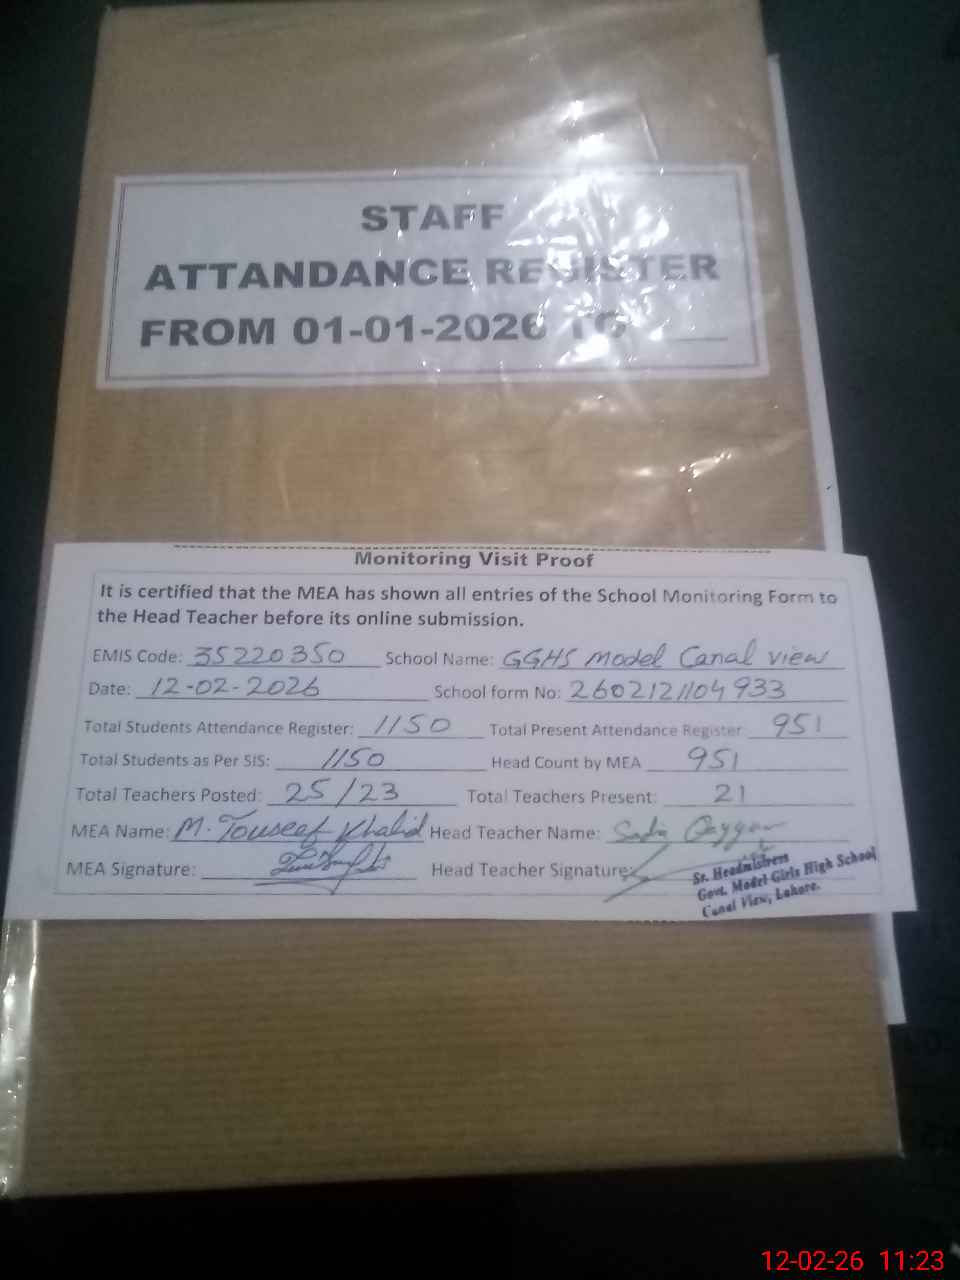 STAFF
ATTANDANCE REGISTER
FROM 01-01-2026 TO ____
Monitoring Visit Proof
It is certified that the MEA has shown all entries of the School Monitoring Form to
the Head Teacher before its online submission.
EMIS Code: 35220350 School Name: GGHS Model Canal view
Date: 12-02-2026 School form No: 2602121104933
Total Students Attendance Register: 1150 Total Present Attendance Register 951
Total Students as Per SIS: 1150 Head Count by MEA 951
Total Teachers Posted: 25/23 Total Teachers Present: 21
MEA Name: M. Touseef Khalid Head Teacher Name: Sadia Qayyum
MEA Signature: Head Teacher Signature:
Sr. Headmistress
Govt. Model Girls High School
Canal View, Lahore.
12-02-26 11:23